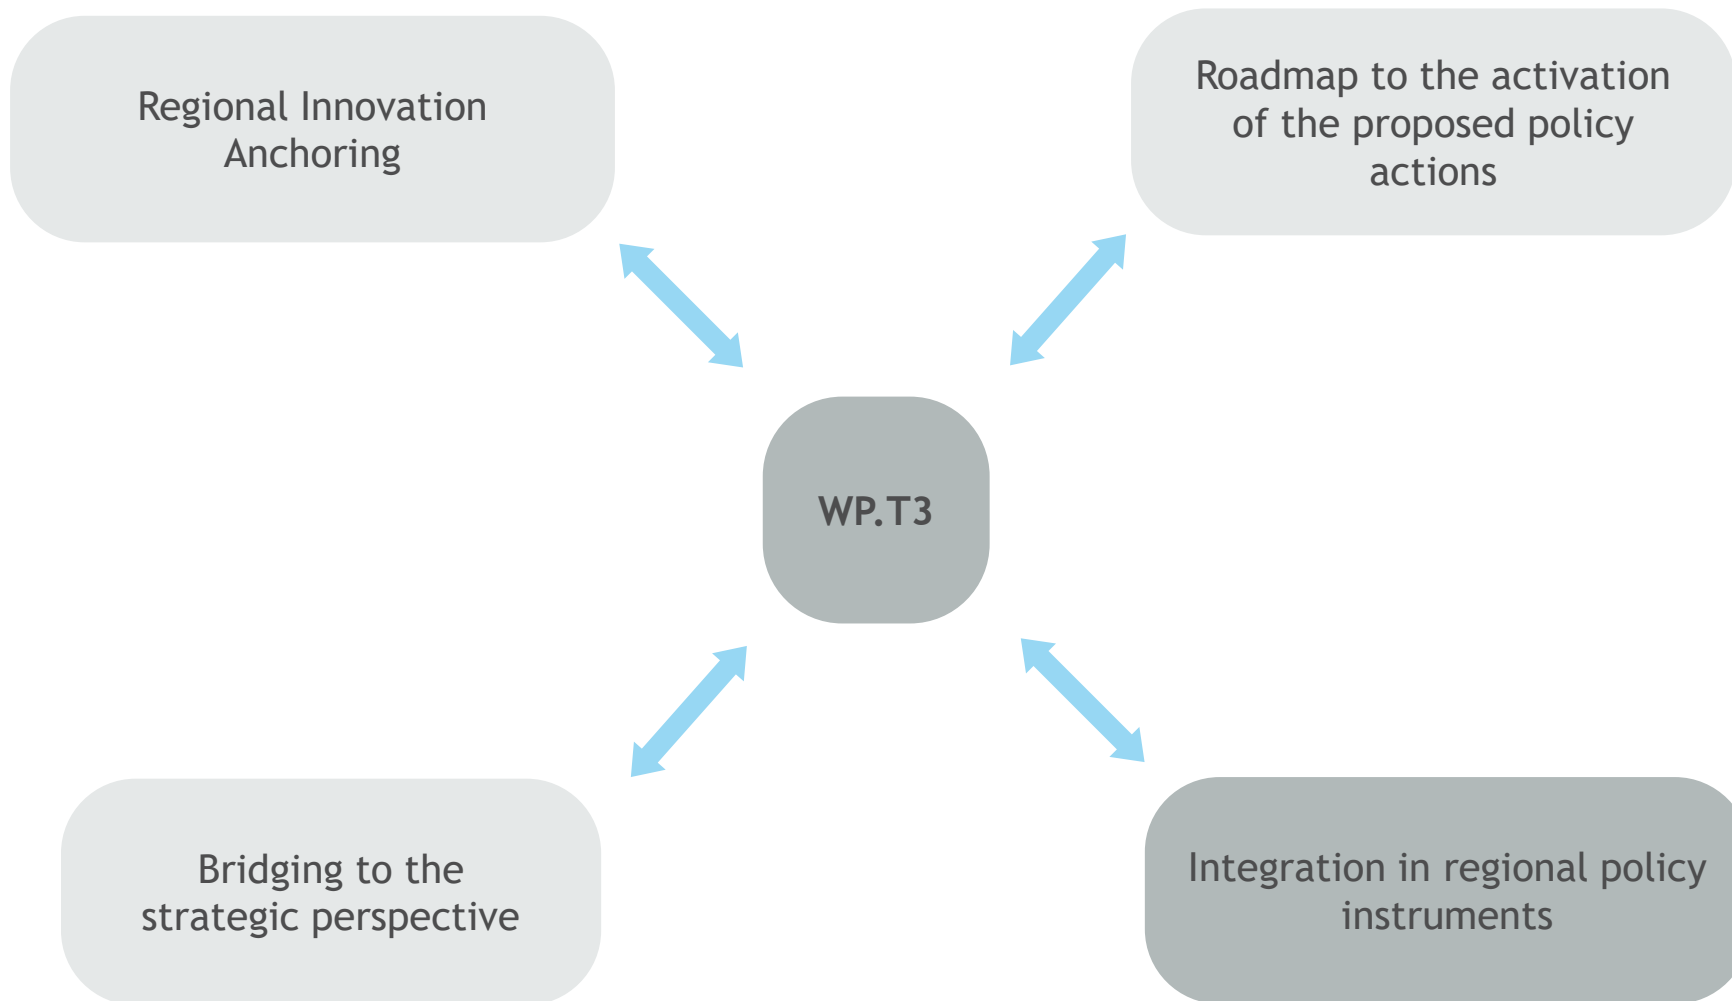 Regional Innovation
Anchoring
Roadmap to the activation
of the proposed policy
actions
WP.T3
Bridging to the
strategic perspective
Integration in regional policy
instruments